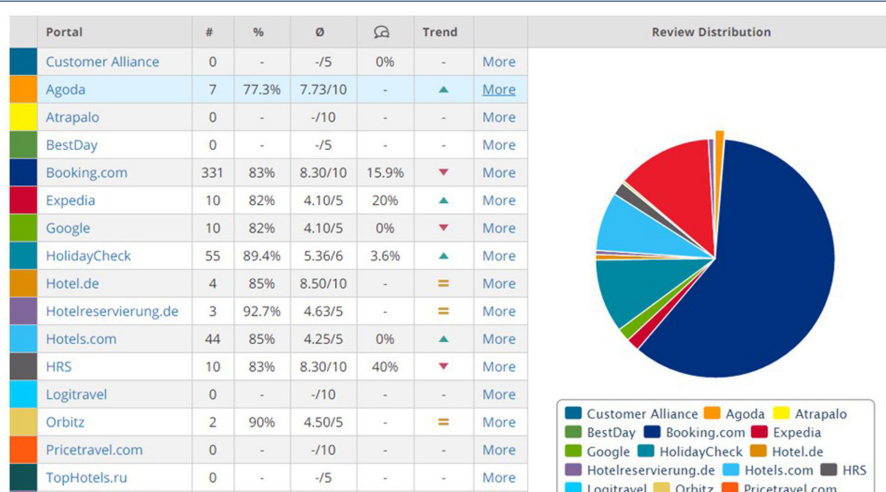 Portal # % Ø Trend Review Distribution
Customer Alliance 0 - -/5 0% - More
Agoda 7 77.3% 7.73/10 - More
Atrapalo 0 - -/10 - - More
BestDay 0 - -/5 - - More
Booking.com 331 83% 8.30/10 15.9% More
Expedia 10 82% 4.10/5 20% More
Google 10 82% 4.10/5 0% More
HolidayCheck 55 89.4% 5.36/6 3.6% More
Hotel.de 4 85% 8.50/10 - = More
Hotelreservierung.de 3 92.7% 4.63/5 - = More
Hotels.com 44 85% 4.25/5 0% More
HRS 10 83% 8.30/10 40% More
Logitravel 0 - -/10 - - More
Orbitz 2 90% 4.50/5 - = More
Pricetravel.com 0 - -/10 - - More
TopHotels.ru 0 - -/5 - - More
Customer Alliance Agoda Atrapalo
BestDay Booking.com Expedia
Google HolidayCheck Hotel.de
Hotelreservierung.de Hotels.com HRS
Logitravel Orbitz Pricetravel.com